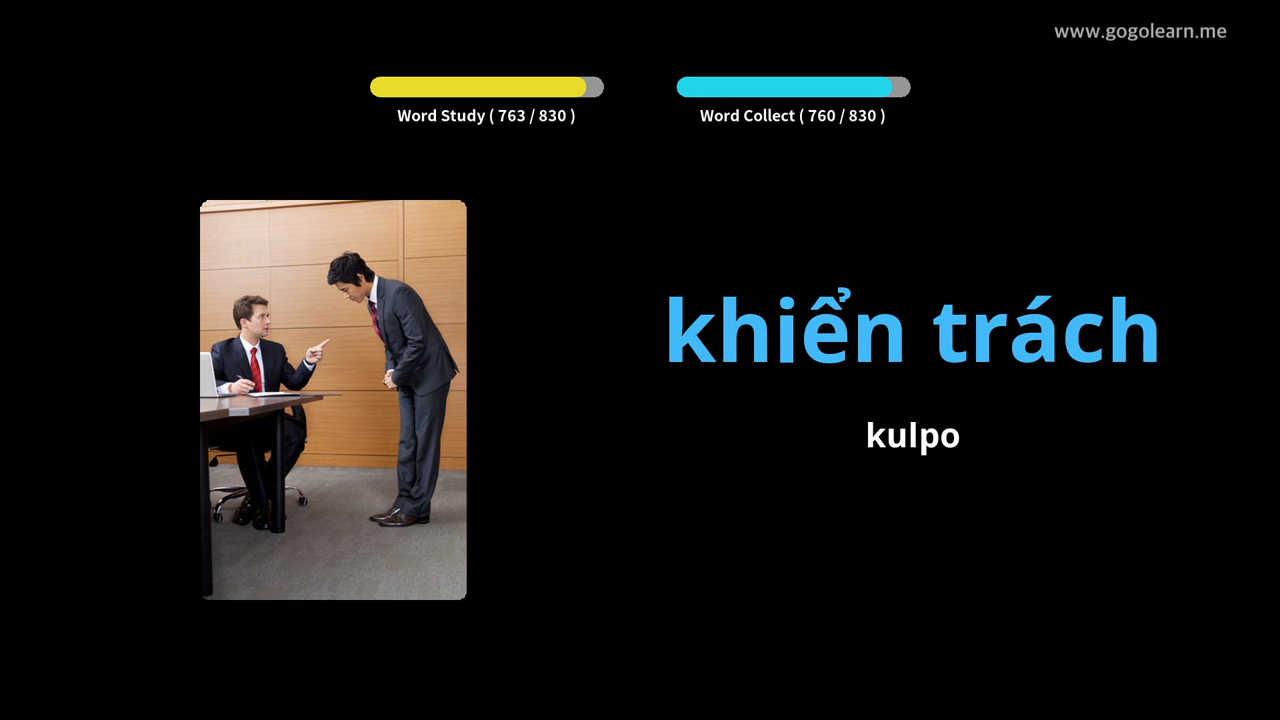 www.gogolearn.me
Word Study ( 763 / 830 )
Word Collect ( 760 / 830 )
khiển trách
kulpo